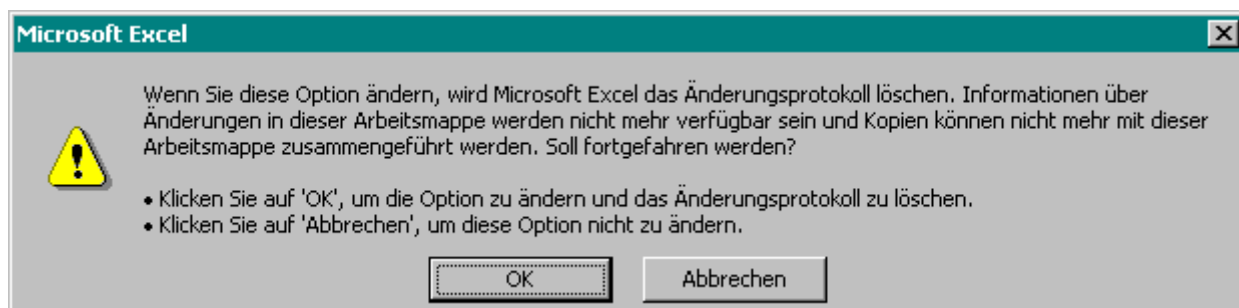 Microsoft Excel
Wenn Sie diese Option ändern, wird Microsoft Excel das Änderungsprotokoll löschen. Informationen über
Änderungen in dieser Arbeitsmappe werden nicht mehr verfügbar sein und Kopien können nicht mehr mit dieser
Arbeitsmappe zusammengeführt werden. Soll fortgefahren werden?
• Klicken Sie auf 'OK', um die Option zu ändern und das Änderungsprotokoll zu löschen.
• Klicken Sie auf 'Abbrechen', um diese Option nicht zu ändern.
OK Abbrechen